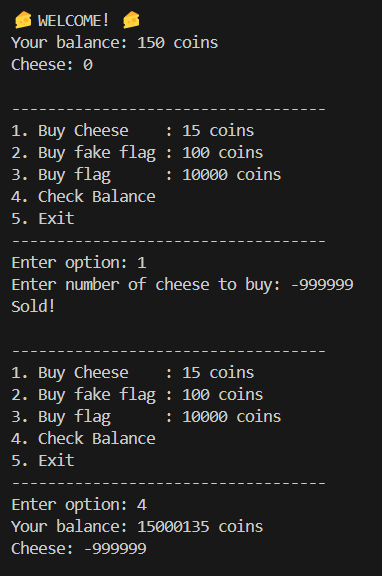 🧀 WELCOME! 🧀
Your balance: 150 coins
Cheese: 0
-----------------------------------
1. Buy Cheese    : 15 coins
2. Buy fake flag : 100 coins
3. Buy flag      : 10000 coins
4. Check Balance
5. Exit
-----------------------------------
Enter option: 1
Enter number of cheese to buy: -999999
Sold!
-----------------------------------
1. Buy Cheese    : 15 coins
2. Buy fake flag : 100 coins
3. Buy flag      : 10000 coins
4. Check Balance
5. Exit
-----------------------------------
Enter option: 4
Your balance: 15000135 coins
Cheese: -999999